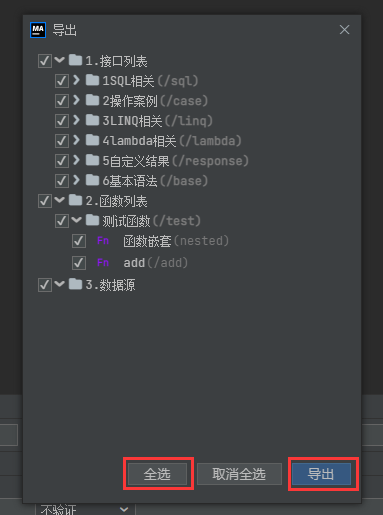 MA 导出
1.接口列表
1SQL相关(/sql)
2操作案例(/case)
3LINQ相关(/linq)
4lambda相关(/lambda)
5自定义结果(/response)
6基本语法(/base)
2.函数列表
测试函数(/test)
Fn 函数嵌套(nested)
Fn add(/add)
3.数据源
全选 取消全选 导出
不验证